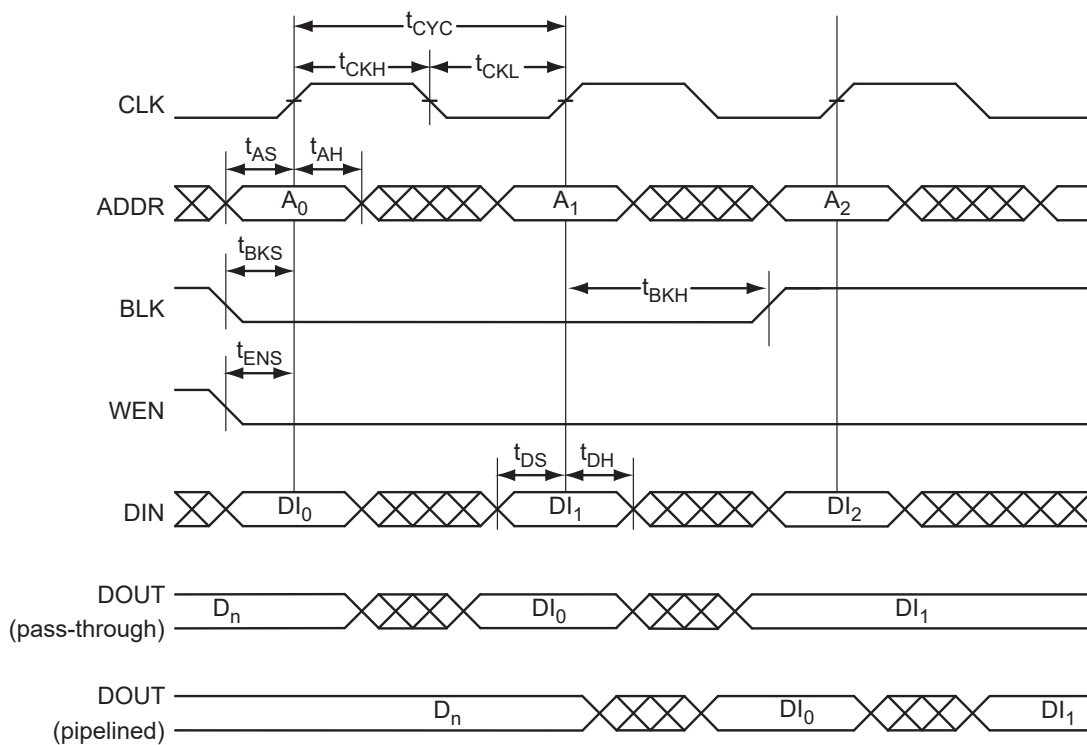 tCYC
tCKH tCKL
CLK
tAS tAH
ADDR A0 A1 A2
tBKS
BLK tBKH
tENS
WEN
tDS tDH
DIN DI0 DI1 DI2
DOUT
(pass-through) Dn DI0 DI1
DOUT
(pipelined) Dn DI0 DI1